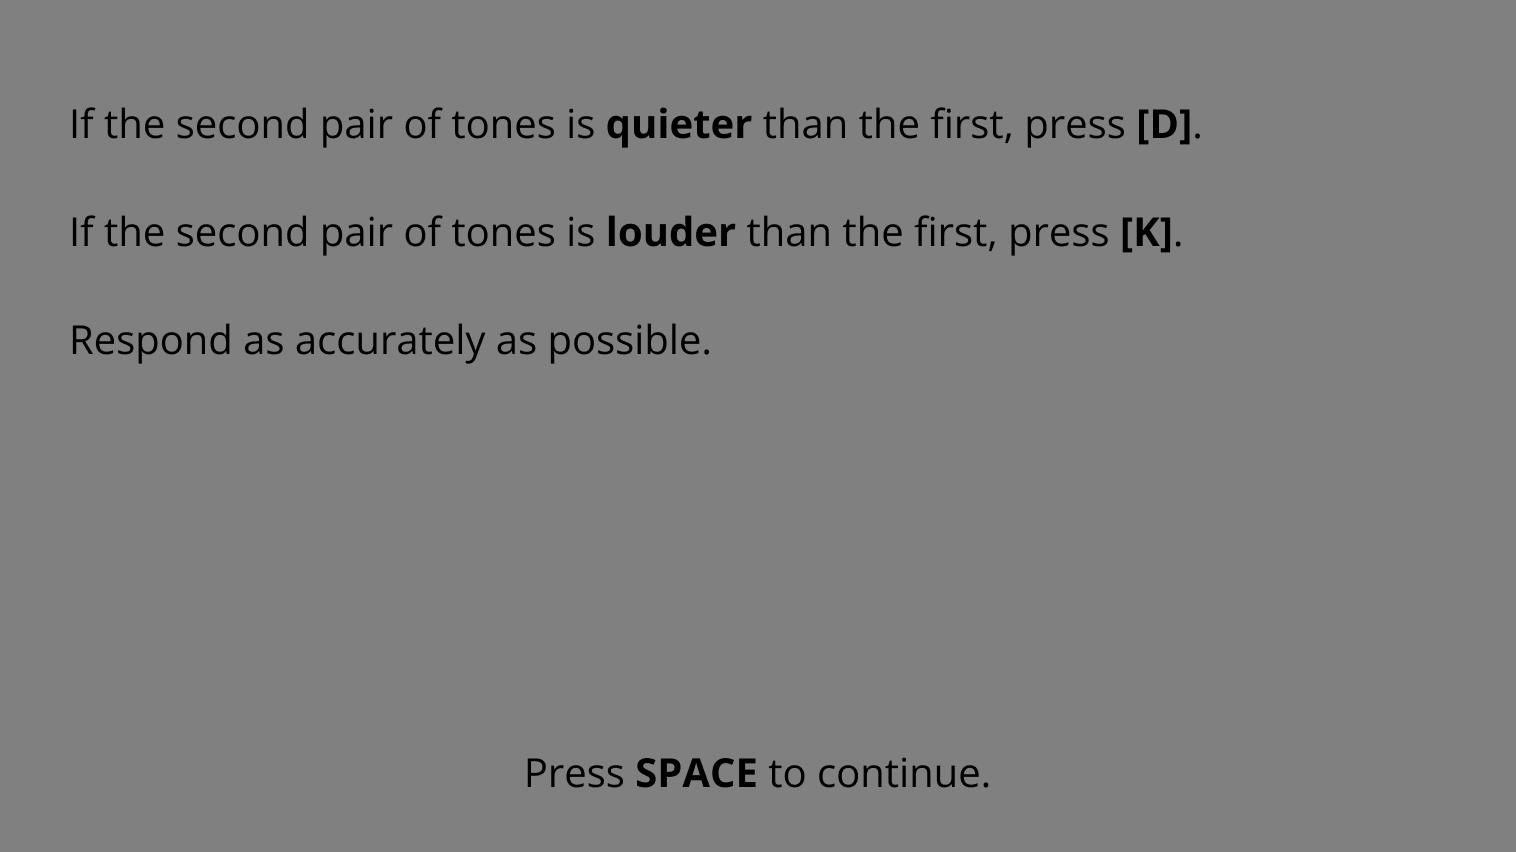 If the second pair of tones is quieter than the first, press [D].
If the second pair of tones is louder than the first, press [K].
Respond as accurately as possible.
Press SPACE to continue.